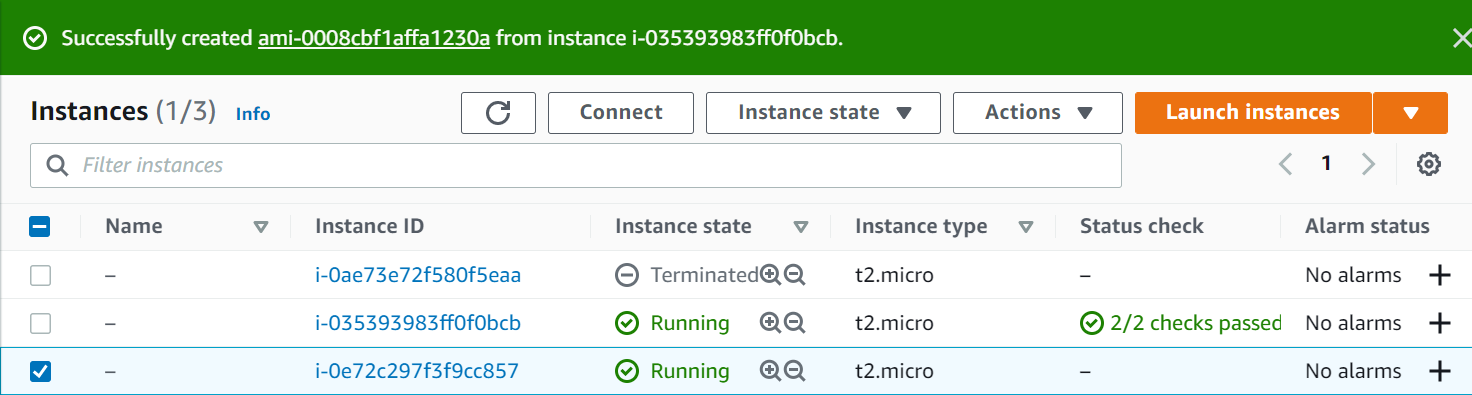 Successfully created ami-0008cbf1affa1230a from instance i-035393983ff0f0bcb.
Instances (1/3) Info Connect Instance state Actions Launch instances
Filter instances 1
Name Instance ID Instance state Instance type Status check Alarm status
– i-0ae73e72f580f5eaa Terminated t2.micro – No alarms +
– i-035393983ff0f0bcb Running t2.micro 2/2 checks passed No alarms +
– i-0e72c297f3f9cc857 Running t2.micro – No alarms +